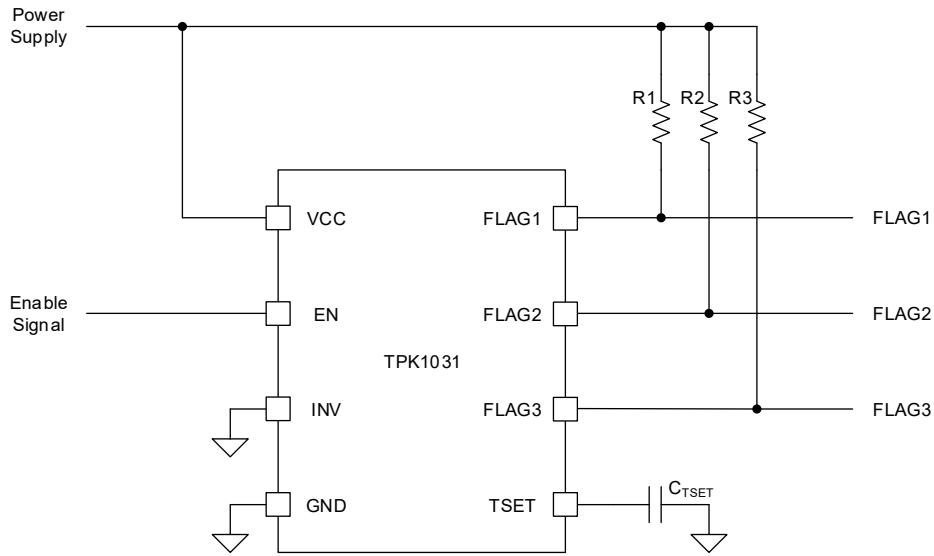 Power
Supply
R1
R2
R3
VCC
FLAG1
FLAG1
Enable
Signal
EN
FLAG2
FLAG2
TPK1031
INV
FLAG3
FLAG3
GND
TSET
CTSET